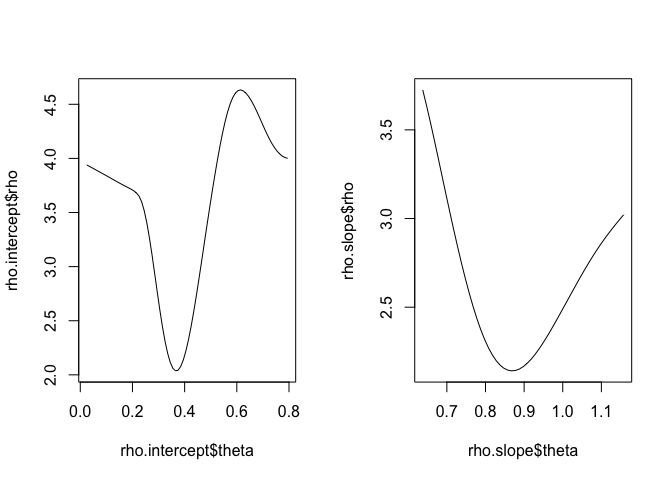 rho.intercept$rho
4.5
4.0
3.5
3.0
2.5
2.0
0.0 0.2 0.4 0.6 0.8
rho.intercept$theta
rho.slope$rho
3.5
3.0
2.5
0.7 0.8 0.9 1.0 1.1
rho.slope$theta